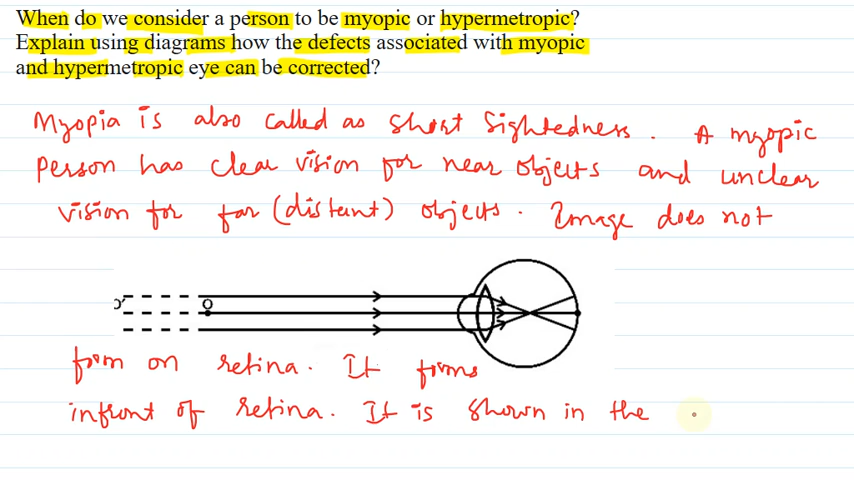 When do we consider a person to be myopic or hypermetropic?
Explain using diagrams how the defects associated with myopic
and hypermetropic eye can be corrected?
Myopia is also called as short sightedness. A myopic
person has clear vision for near objects and unclear
vision for far (distant) objects. Image does not
O' O
form on retina. It forms
infront of retina. It is shown in the